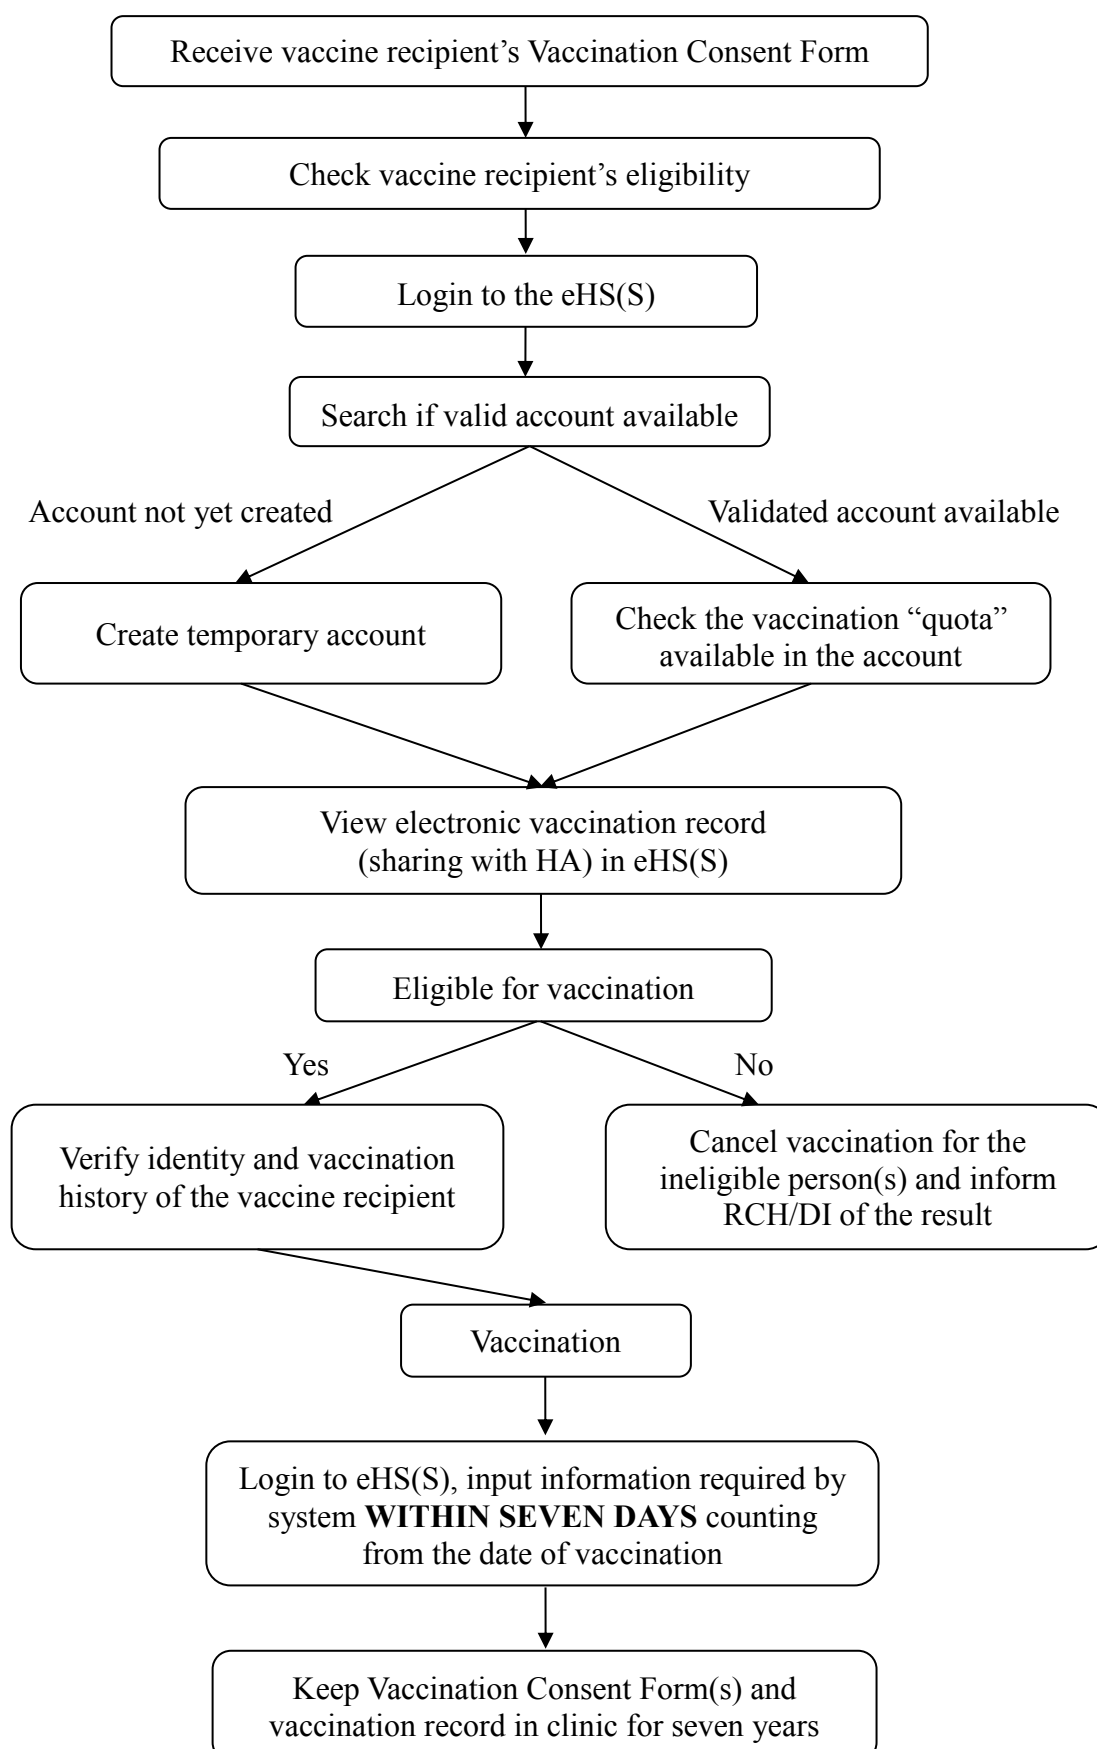 Receive vaccine recipient’s Vaccination Consent Form
Check vaccine recipient’s eligibility
Login to the eHS(S)
Search if valid account available
Account not yet created
Validated account available
Create temporary account
Check the vaccination “quota”
available in the account
View electronic vaccination record
(sharing with HA) in eHS(S)
Eligible for vaccination
Yes
No
Verify identity and vaccination
history of the vaccine recipient
Cancel vaccination for the
ineligible person(s) and inform
RCH/DI of the result
Vaccination
Login to eHS(S), input information required by
system WITHIN SEVEN DAYS counting
from the date of vaccination
Keep Vaccination Consent Form(s) and
vaccination record in clinic for seven years